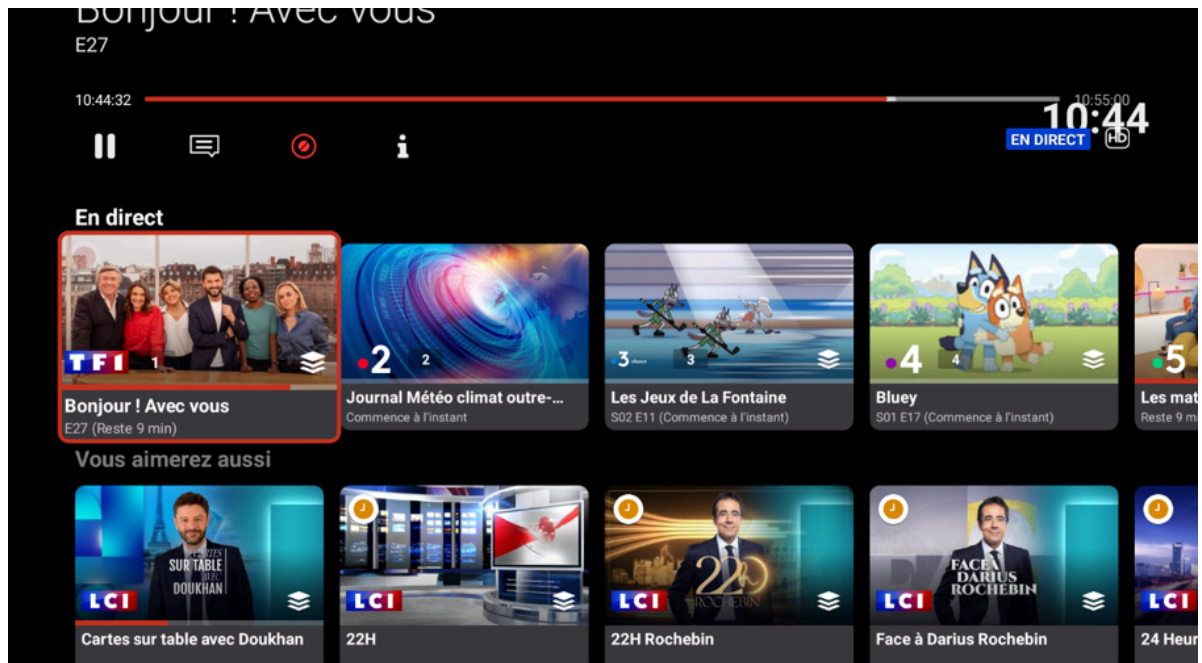 Bonjour ! Avec vous
E27
10:44:32
10:55:00
10:44
EN DIRECT
HD
En direct
TF1
1
Bonjour ! Avec vous
E27 (Reste 9 min)
2
2
Journal Météo climat outre-...
Commence à l'instant
3
3
Les Jeux de La Fontaine
S02 E11 (Commence à l'instant)
4
4
Bluey
S01 E17 (Commence à l'instant)
5
Les mat
Reste 9 m
Vous aimerez aussi
CARTES
SUR TABLE
AVEC
DOUKHAN
LCI
Cartes sur table avec Doukhan
LCI
22H
22h
ROCHEBIN
LCI
22H Rochebin
FACE À
DARIUS
ROCHEBIN
LCI
Face à Darius Rochebin
LCI
24 Heur